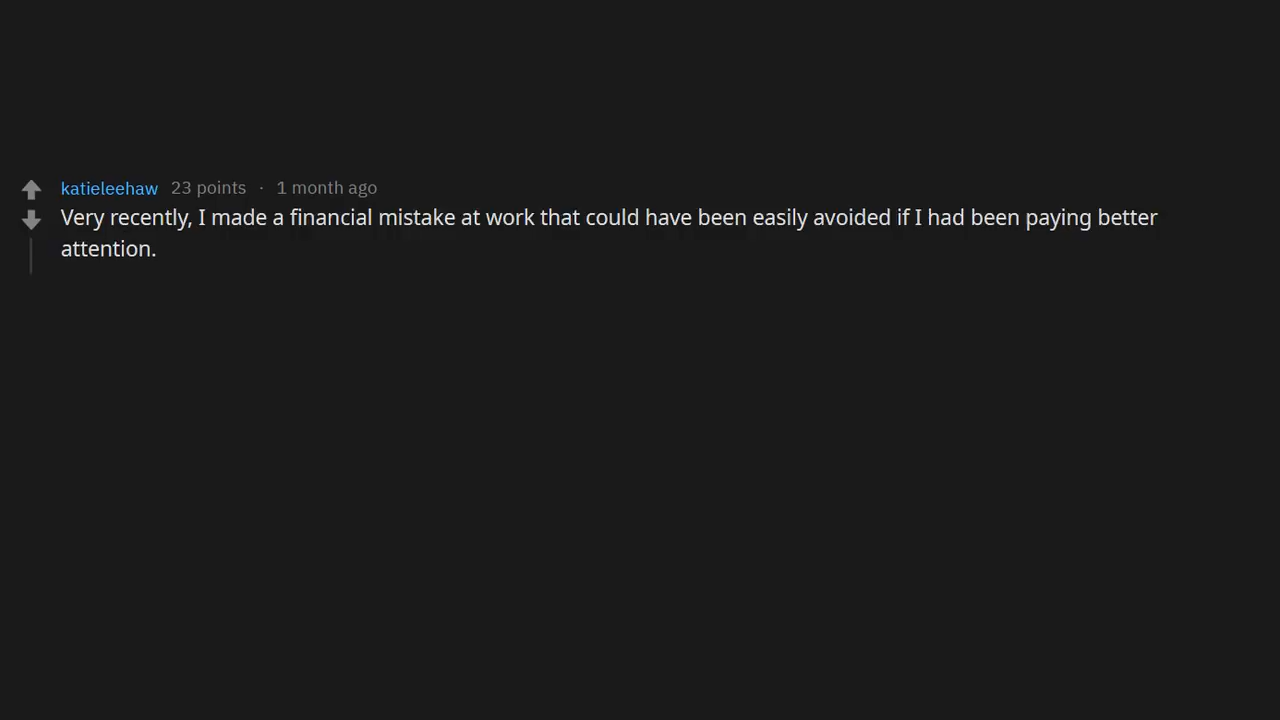 katieleehaw 23 points · 1 month ago
Very recently, I made a financial mistake at work that could have been easily avoided if I had been paying better
attention.